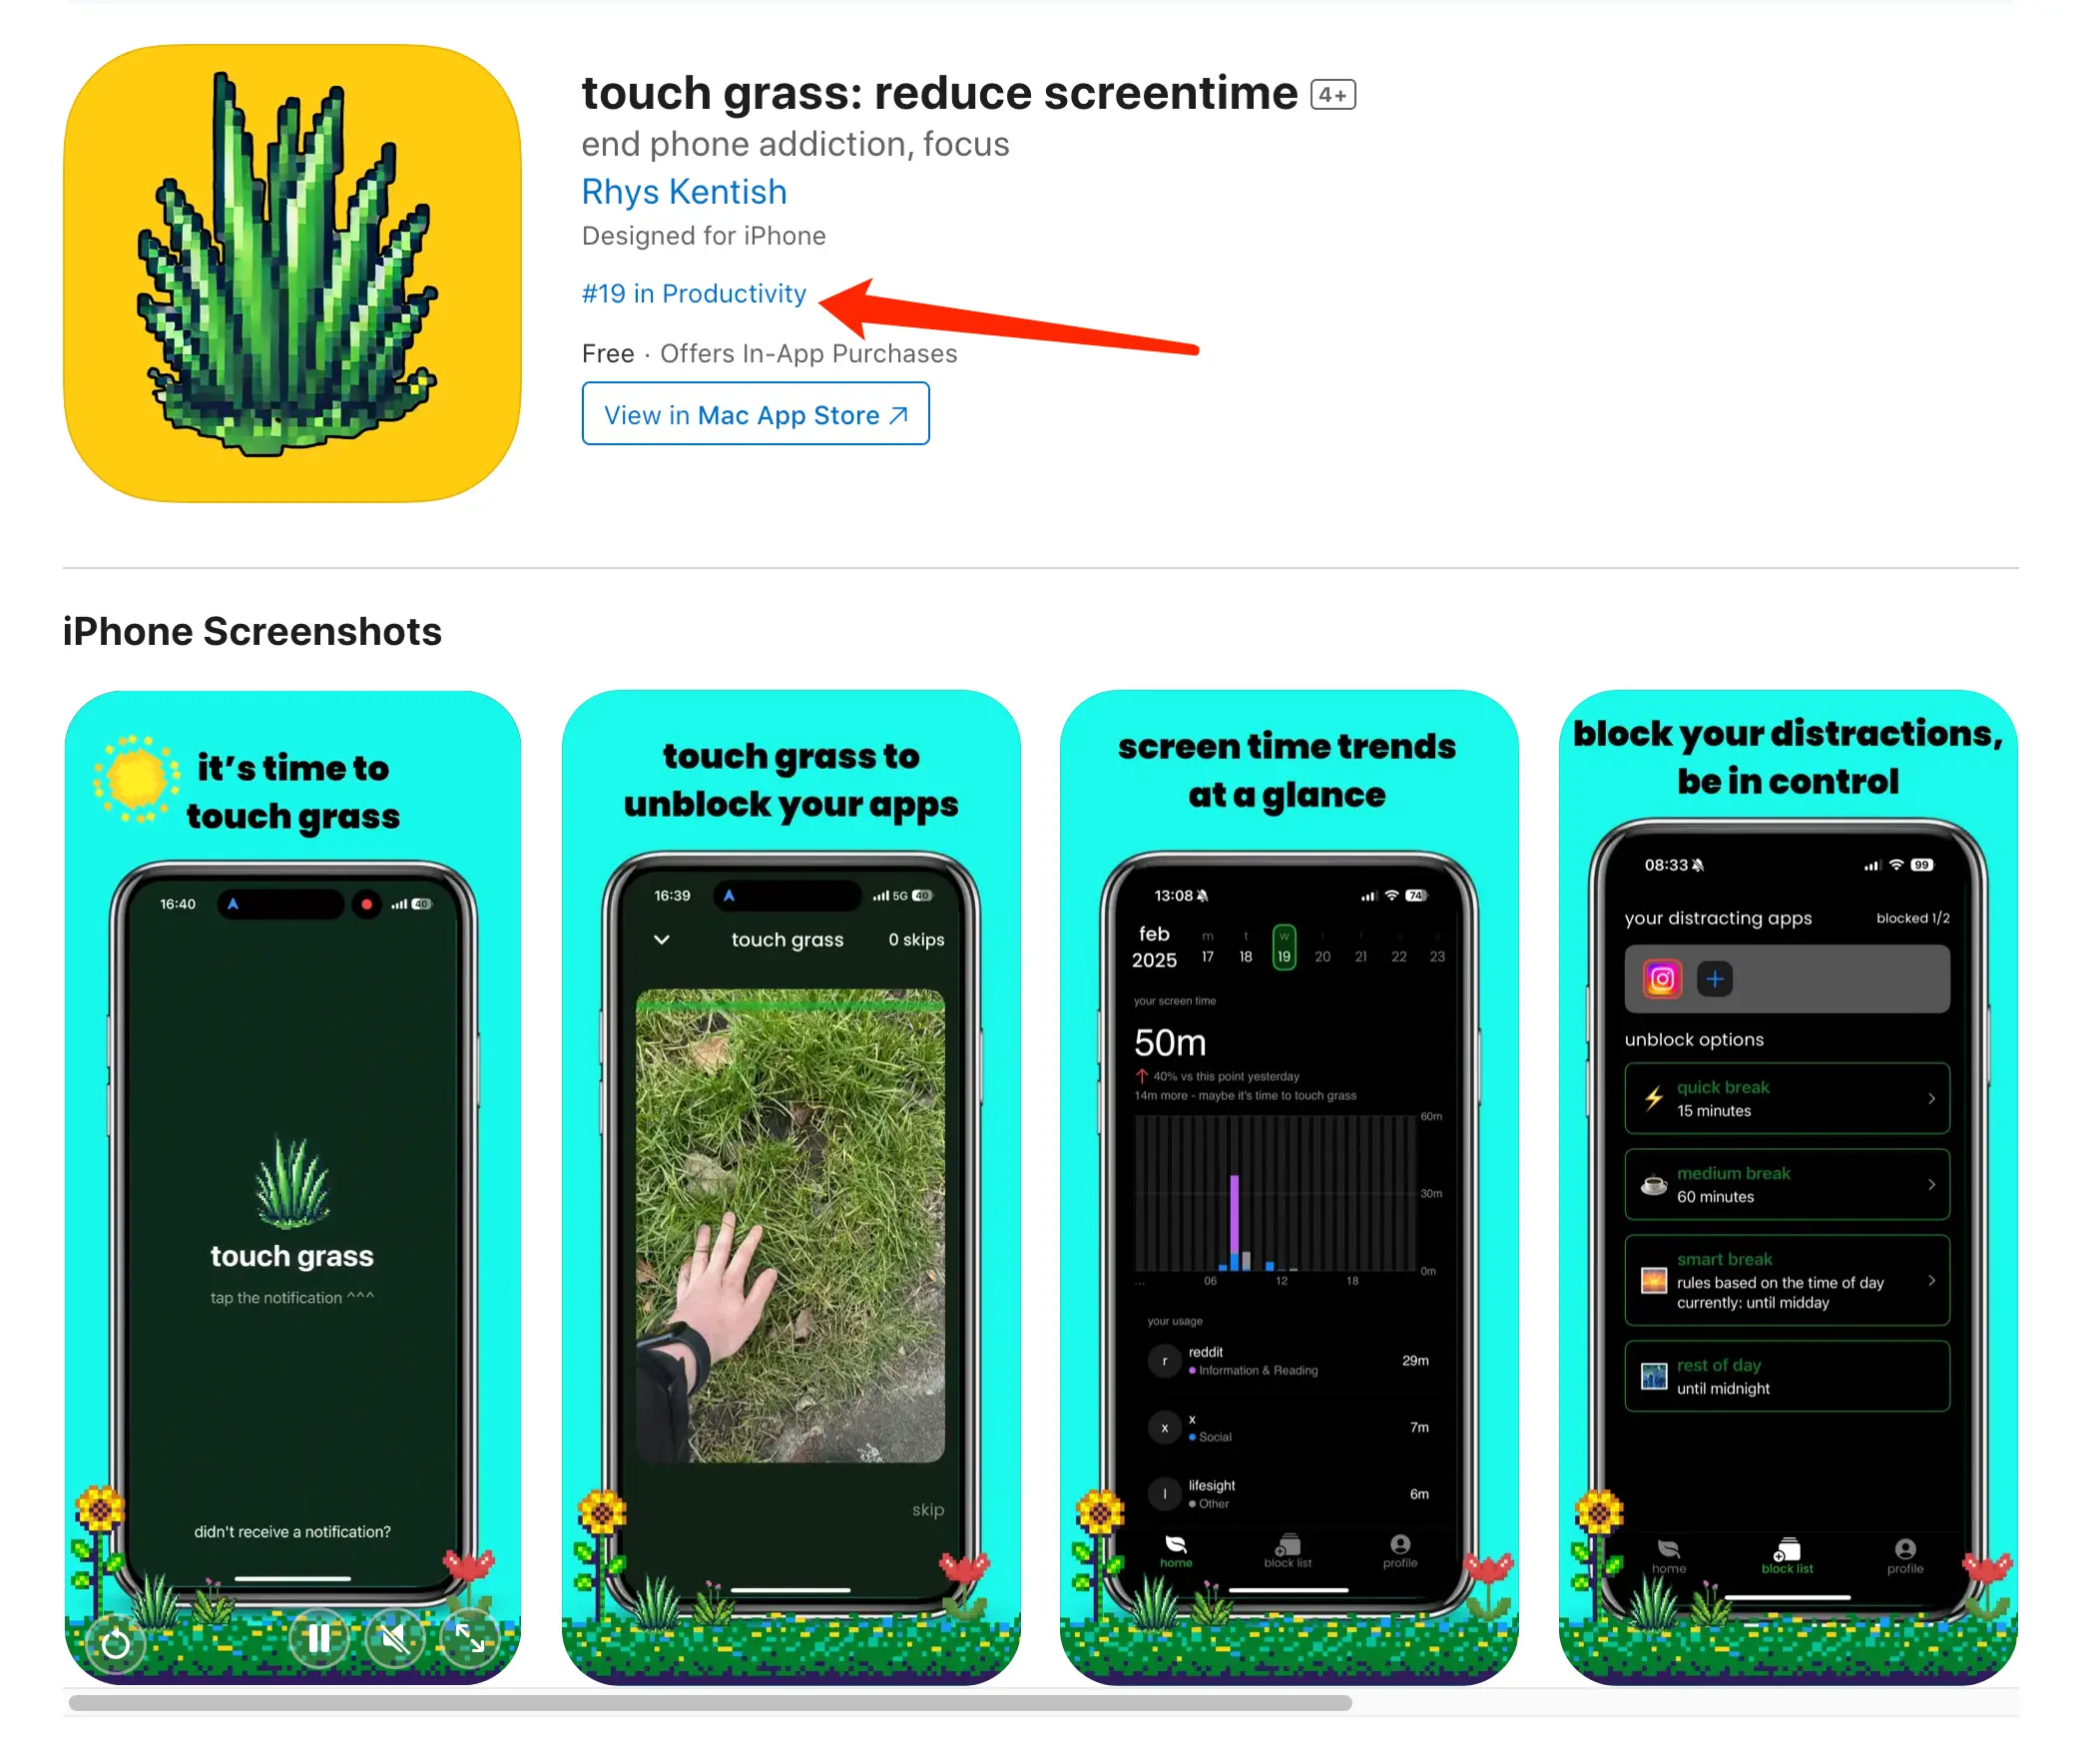 touch grass: reduce screentime 4+
end phone addiction, focus
Rhys Kentish
Designed for iPhone
#19 in Productivity
Free · Offers In-App Purchases
View in Mac App Store ↗
iPhone Screenshots
it's time to
touch grass
16:40
40
touch grass
tap the notification ^^^
didn't receive a notification?
touch grass to
unblock your apps
16:39
5G 40
touch grass
0 skips
skip
screen time trends
at a glance
13:08
74
feb
2025
m t w
17 18 19 20 21 22 23
your screen time
50m
↑ 40% vs this point yesterday
14m more - maybe it's time to touch grass
60m
30m
0m
... 06 12 18
your usage
r reddit 29m
Information & Reading
x x 7m
Social
l lifesight 6m
Other
home block list profile
block your distractions,
be in control
08:33
99
your distracting apps blocked 1/2
unblock options
quick break
15 minutes
medium break
60 minutes
smart break
rules based on the time of day
currently: until midday
rest of day
until midnight
home block list profile